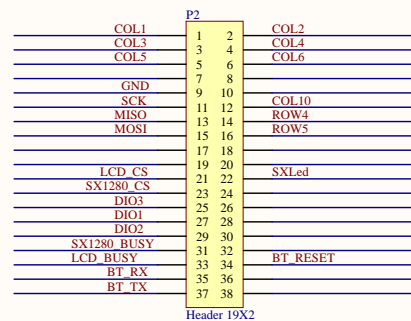 P2
COL1 1 2 COL2
COL3 3 4 COL4
COL5 5 6 COL6
7 8
GND 9 10
SCK 11 12 COL10
MISO 13 14 ROW4
MOSI 15 16 ROW5
17 18
19 20
LCD_CS 21 22 SXLed
SX1280_CS 23 24
DIO3 25 26
DIO1 27 28
DIO2 29 30
SX1280_BUSY 31 32
LCD_BUSY 33 34 BT_RESET
BT_RX 35 36
BT_TX 37 38
Header 19X2